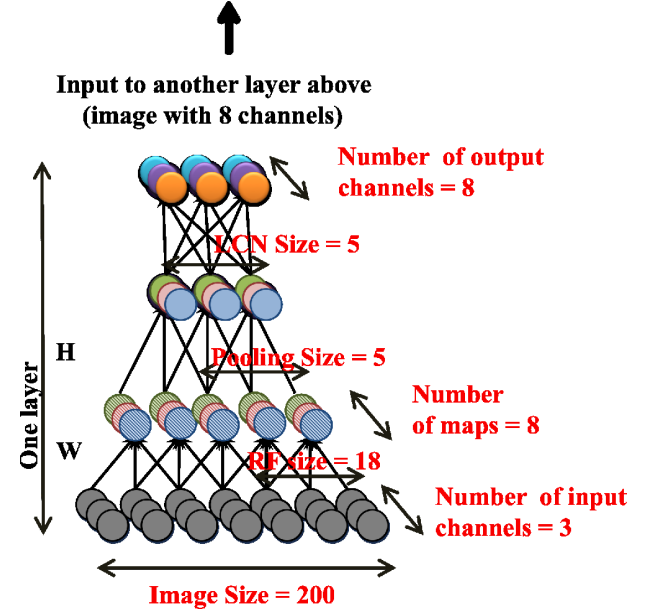 Input to another layer above
(image with 8 channels)
Number of output
channels = 8
LCN Size = 5
H
Pooling Size = 5
Number
of maps = 8
One layer
W
RF size = 18
Number of input
channels = 3
Image Size = 200